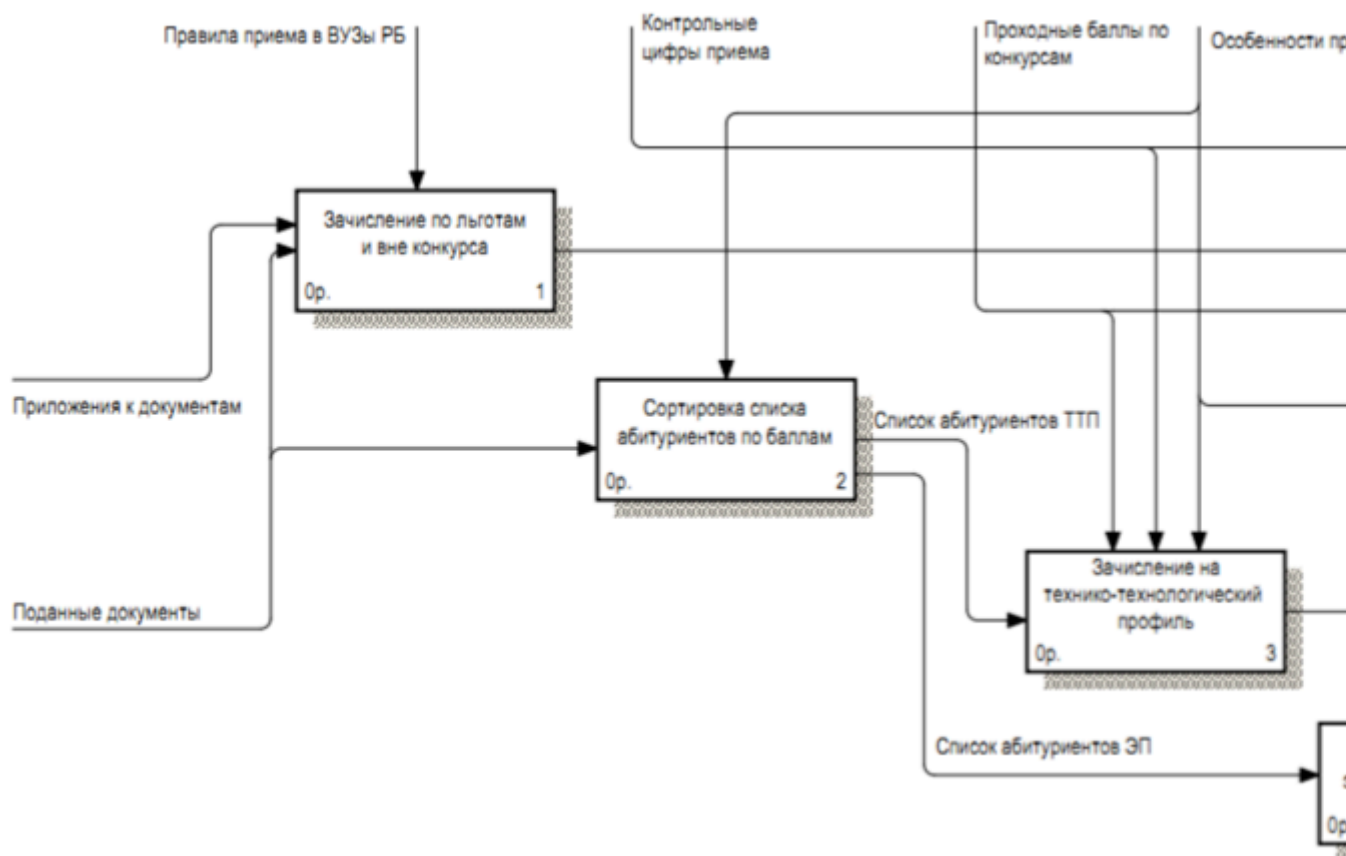 Правила приема в ВУЗы РБ
Контрольные
цифры приема
Проходные баллы по
конкурсам
Особенности
Зачисление по льготам
и вне конкурса
0р.
1
Приложения к документам
Сортировка списка
абитуриентов по баллам
0р.
2
Список абитуриентов ТТП
Поданные документы
Зачисление на
технико-технологический
профиль
0р.
3
Список абитуриентов ЭП
0р